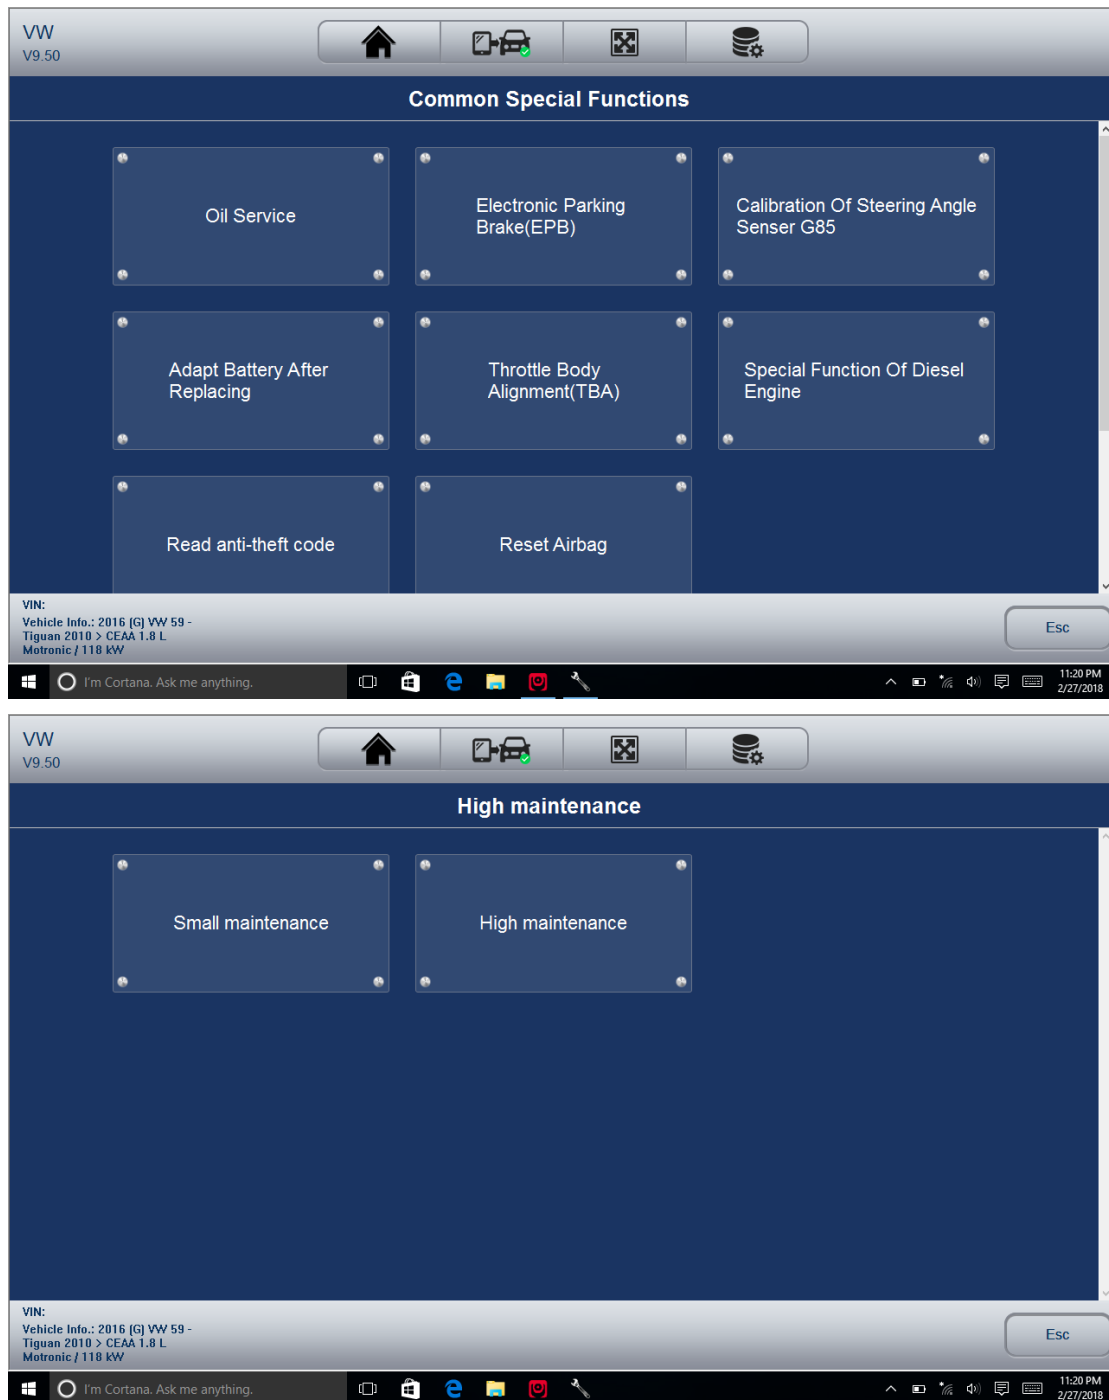 VW
V9.50
Common Special Functions
Oil Service
Electronic Parking
Brake(EPB)
Calibration Of Steering Angle
Senser G85
Adapt Battery After
Replacing
Throttle Body
Alignment(TBA)
Special Function Of Diesel
Engine
Read anti-theft code
Reset Airbag
VIN:
Vehicle Info.: 2016 (G) VW 59 -
Tiguan 2010 > CEAA 1.8 L
Motronic / 118 kW
Esc
I'm Cortana. Ask me anything.
11:20 PM
2/27/2018
VW
V9.50
High maintenance
Small maintenance
High maintenance
VIN:
Vehicle Info.: 2016 (G) VW 59 -
Tiguan 2010 > CEAA 1.8 L
Motronic / 118 kW
Esc
I'm Cortana. Ask me anything.
11:20 PM
2/27/2018